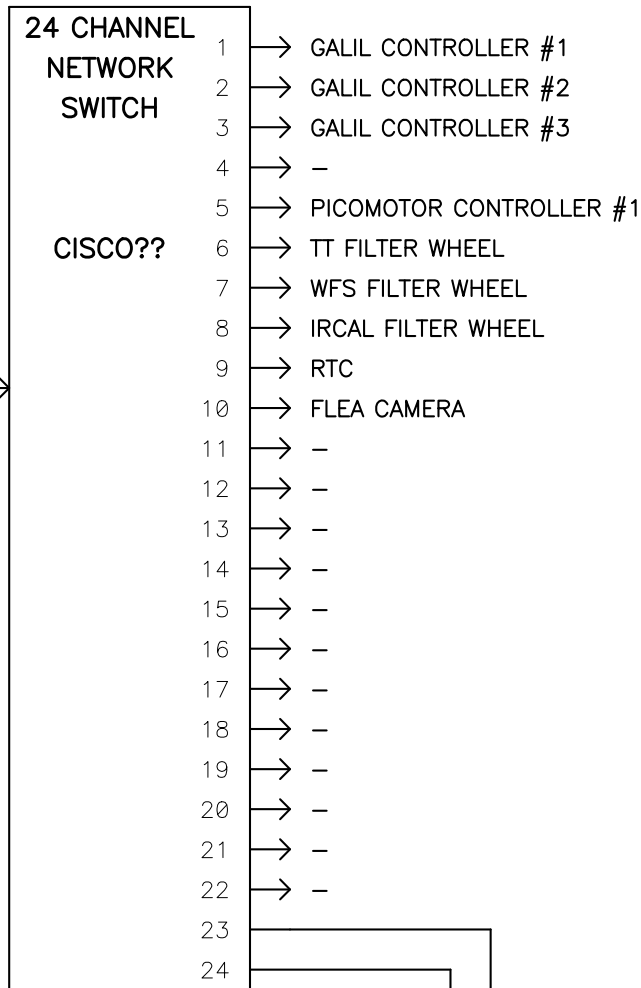 24 CHANNEL
NETWORK
SWITCH
CISCO??
1 GALIL CONTROLLER #1
2 GALIL CONTROLLER #2
3 GALIL CONTROLLER #3
4 –
5 PICOMOTOR CONTROLLER #1
6 TT FILTER WHEEL
7 WFS FILTER WHEEL
8 IRCAL FILTER WHEEL
9 RTC
10 FLEA CAMERA
11 –
12 –
13 –
14 –
15 –
16 –
17 –
18 –
19 –
20 –
21 –
22 –
23
24